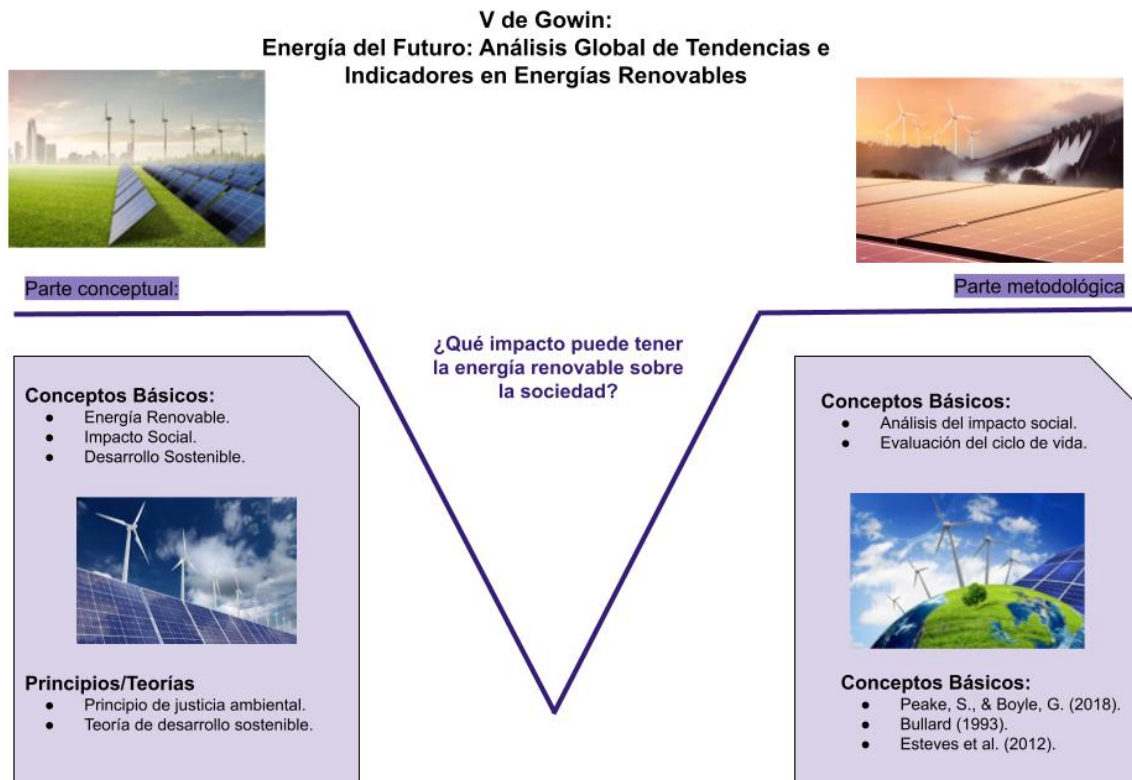 V de Gowin:
Energía del Futuro: Análisis Global de Tendencias e
Indicadores en Energías Renovables
Parte conceptual:
Parte metodológica
¿Qué impacto puede tener
la energía renovable sobre
la sociedad?
Conceptos Básicos:
● Energía Renovable.
● Impacto Social.
● Desarrollo Sostenible.
Principios/Teorías
● Principio de justicia ambiental.
● Teoría de desarrollo sostenible.
Conceptos Básicos:
● Análisis del impacto social.
● Evaluación del ciclo de vida.
Conceptos Básicos:
● Peake, S., & Boyle, G. (2018).
● Bullard (1993).
● Esteves et al. (2012).